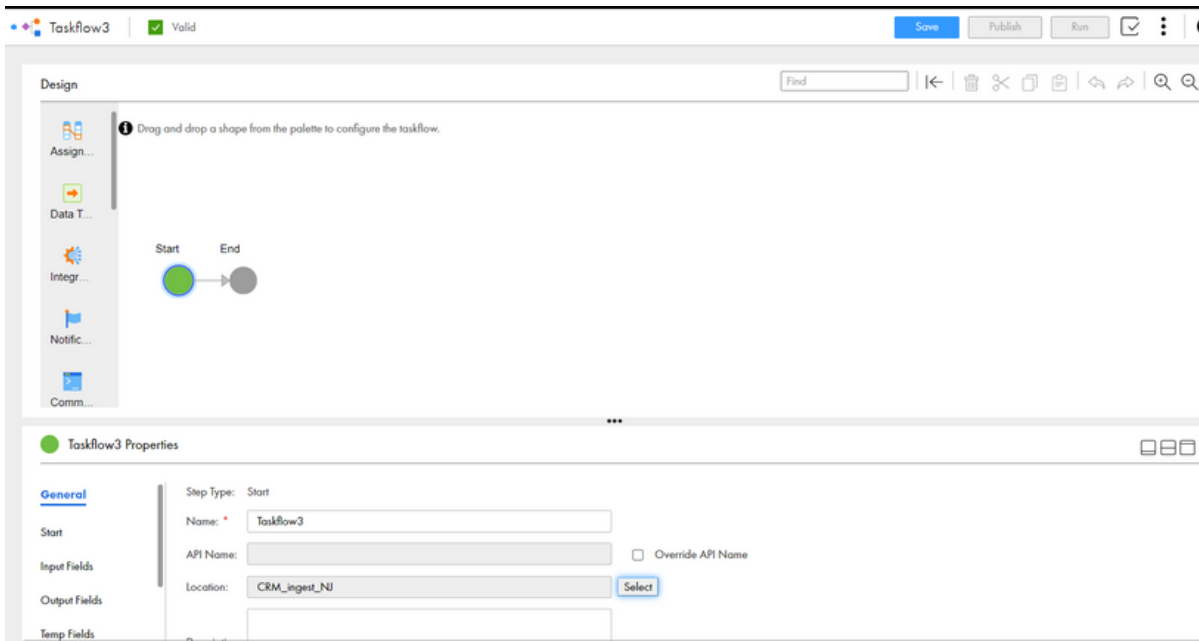 Taskflow3 Valid Save Publish Run
Design Find
Drag and drop a shape from the palette to configure the taskflow.
Assign...
Data T...
Start End
Integr...
Notific...
Comm...
Taskflow3 Properties
General
Step Type: Start
Name: * Taskflow3
Start
API Name: Override API Name
Input Fields
Location: CRM_ingest_NJ Select
Output Fields
Temp Fields